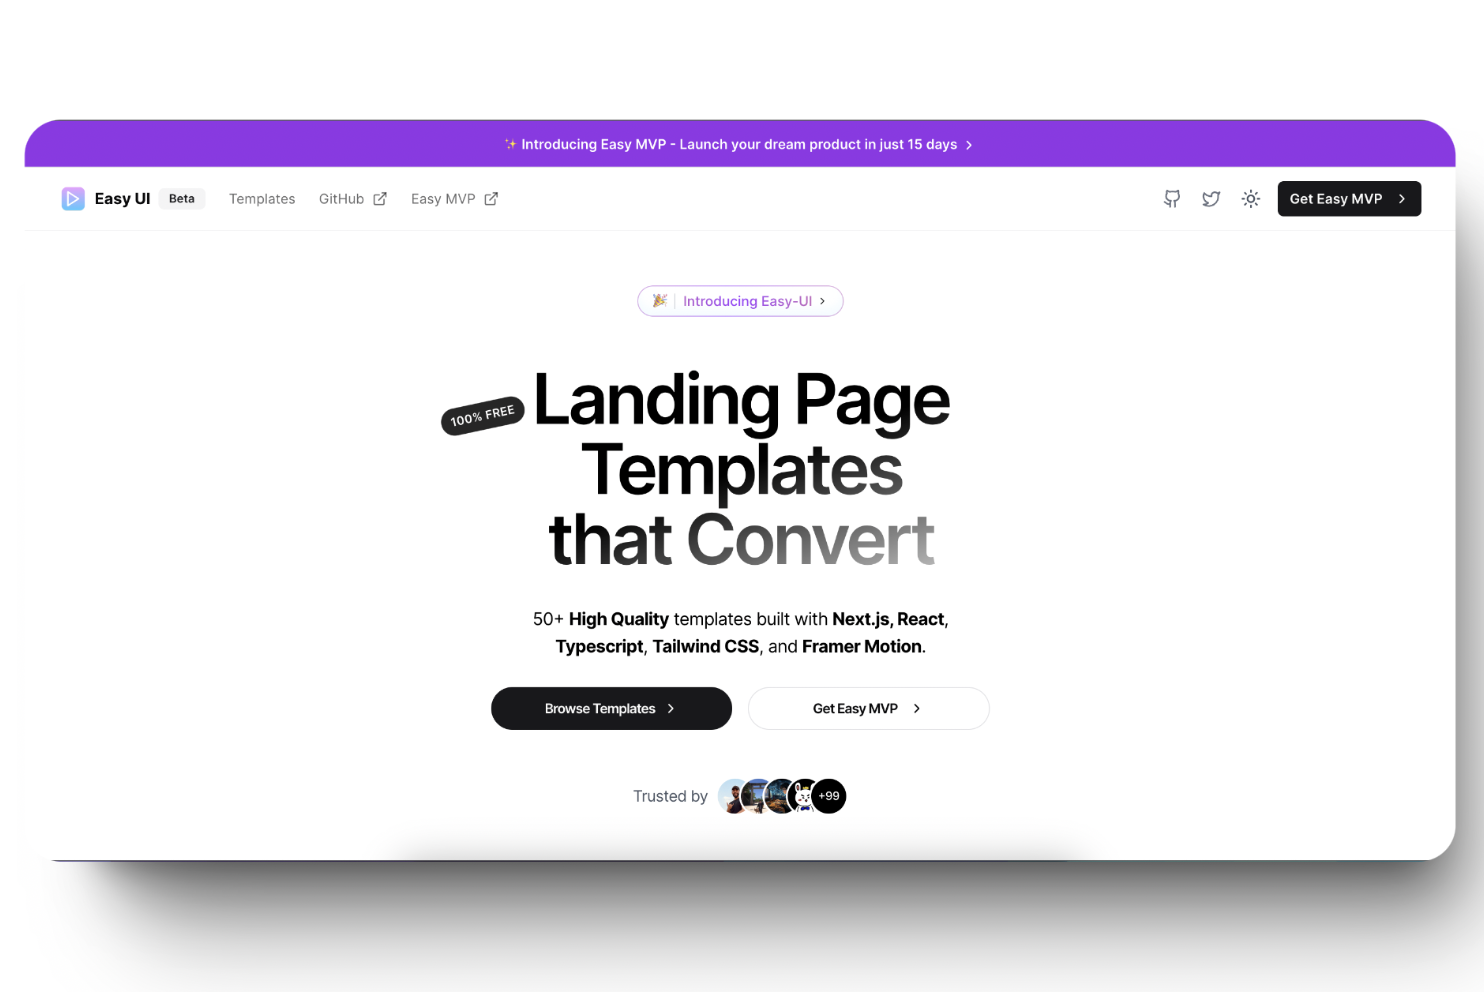 ✨ Introducing Easy MVP - Launch your dream product in just 15 days
Easy UI Beta Templates GitHub Easy MVP Get Easy MVP
🎉 Introducing Easy-UI
100% FREE
Landing Page
Templates
that Convert
50+ High Quality templates built with Next.js, React,
Typescript, Tailwind CSS, and Framer Motion.
Browse Templates Get Easy MVP
Trusted by +99